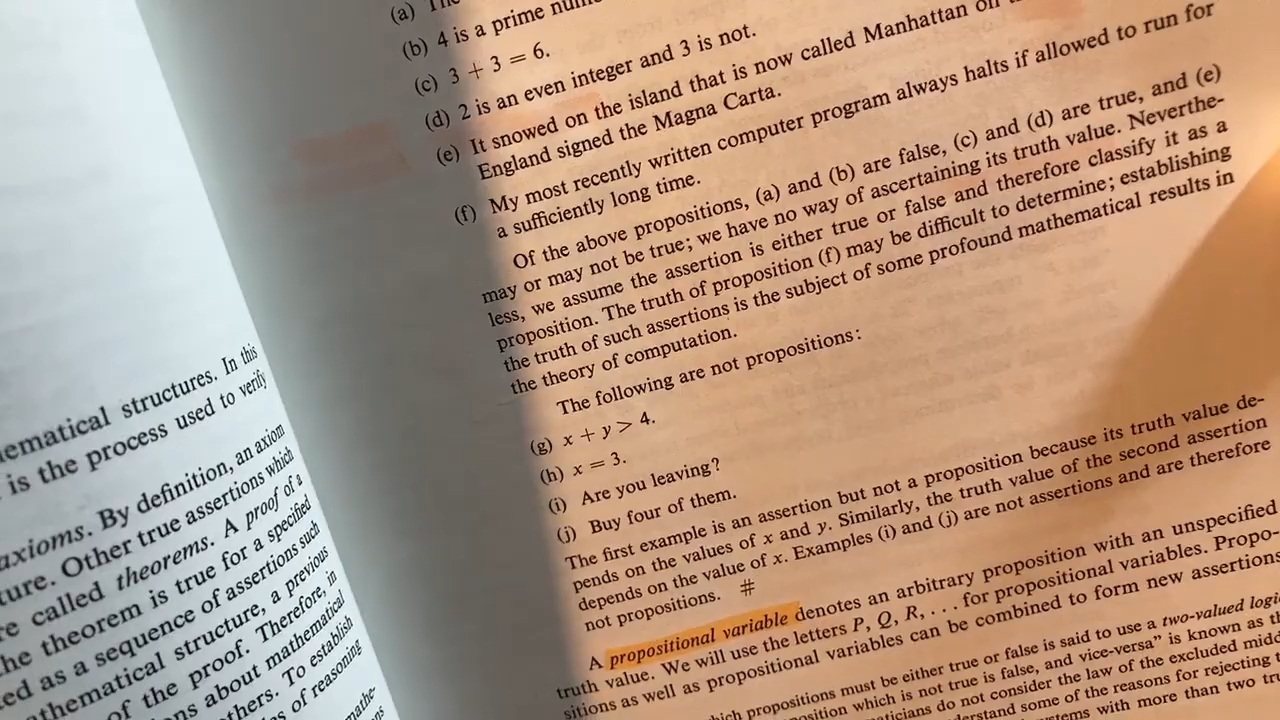 ematical structures. In this
is the process used to verify
axioms. By definition, an axiom
ture. Other true assertions which
re called theorems. A proof of a
he theorem is true for a specified
ed as a sequence of assertions such
athematical structure, a previous
of the proof. Therefore, in
ons about mathematical
thers. To establish
s of reasoning
mathe-
(a) The
(b) 4 is a prime num
(c) 3 + 3 = 6.
(d) 2 is an even integer and 3 is not.
(e) It snowed on the island that is now called Manhattan on
England signed the Magna Carta.
(f) My most recently written computer program always halts if allowed to run for
a sufficiently long time.
Of the above propositions, (a) and (b) are false, (c) and (d) are true, and (e)
may or may not be true; we have no way of ascertaining its truth value. Neverthe-
less, we assume the assertion is either true or false and therefore classify it as a
proposition. The truth of proposition (f) may be difficult to determine; establishing
the truth of such assertions is the subject of some profound mathematical results in
the theory of computation.
The following are not propositions:
(g) x + y > 4.
(h) x = 3.
(i) Are you leaving?
(j) Buy four of them.
The first example is an assertion but not a proposition because its truth value de-
pends on the values of x and y. Similarly, the truth value of the second assertion
depends on the value of x. Examples (i) and (j) are not assertions and are therefore
not propositions. #
A propositional variable denotes an arbitrary proposition with an unspecified
truth value. We will use the letters P, Q, R, . . . for propositional variables. Propo-
sitions as well as propositional variables can be combined to form new assertions
hich propositions must be either true or false is said to use a two-valued logi
position which is not true is false, and vice-versa" is known as th
aticians do not consider the law of the excluded midd
derstand some of the reasons for rejecting t
stems with more than two tru